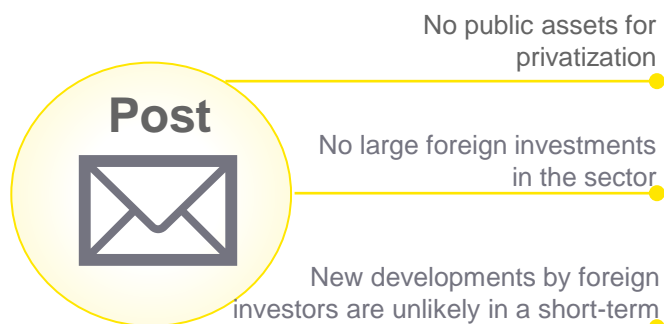 No public assets for
privatization
Post
No large foreign investments
in the sector
New developments by foreign
investors are unlikely in a short-term